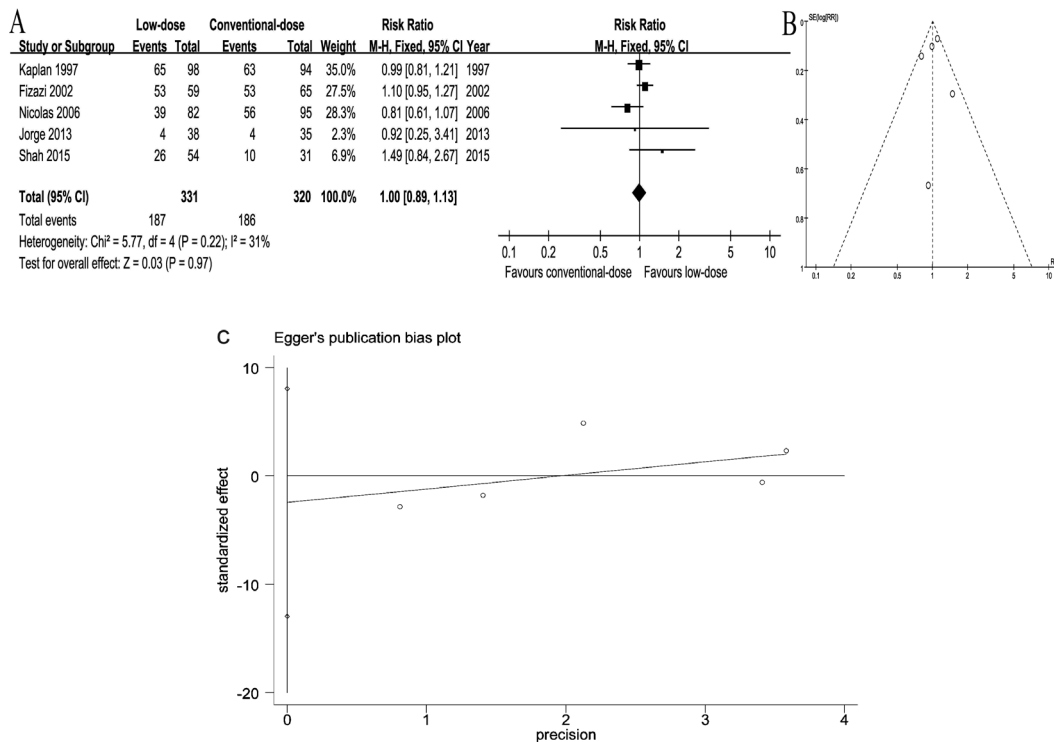 A
Low-dose Conventional-dose Risk Ratio Risk Ratio
Study or Subgroup Events Total Events Total Weight M-H, Fixed, 95% CI Year M-H, Fixed, 95% CI
Kaplan 1997 65 98 63 94 35.0% 0.99 [0.81, 1.21] 1997
Fizazi 2002 53 59 53 65 27.5% 1.10 [0.95, 1.27] 2002
Nicolas 2006 39 82 56 95 28.3% 0.81 [0.61, 1.07] 2006
Jorge 2013 4 38 4 35 2.3% 0.92 [0.25, 3.41] 2013
Shah 2015 26 54 10 31 6.9% 1.49 [0.84, 2.67] 2015
Total (95% CI) 331 320 100.0% 1.00 [0.89, 1.13]
Total events 187 186
Heterogeneity: Chi² = 5.77, df = 4 (P = 0.22); I² = 31%
Test for overall effect: Z = 0.03 (P = 0.97)
0.1 0.2 0.5 1 2 5 10
Favours conventional-dose Favours low-dose
B
SE(log[RR])
0
0.2
0.4
0.6
0.8
1
0.1 0.2 0.5 1 2 5 10
C Egger's publication bias plot
standardized effect
10
0
-10
-20
0 1 2 3 4
precision